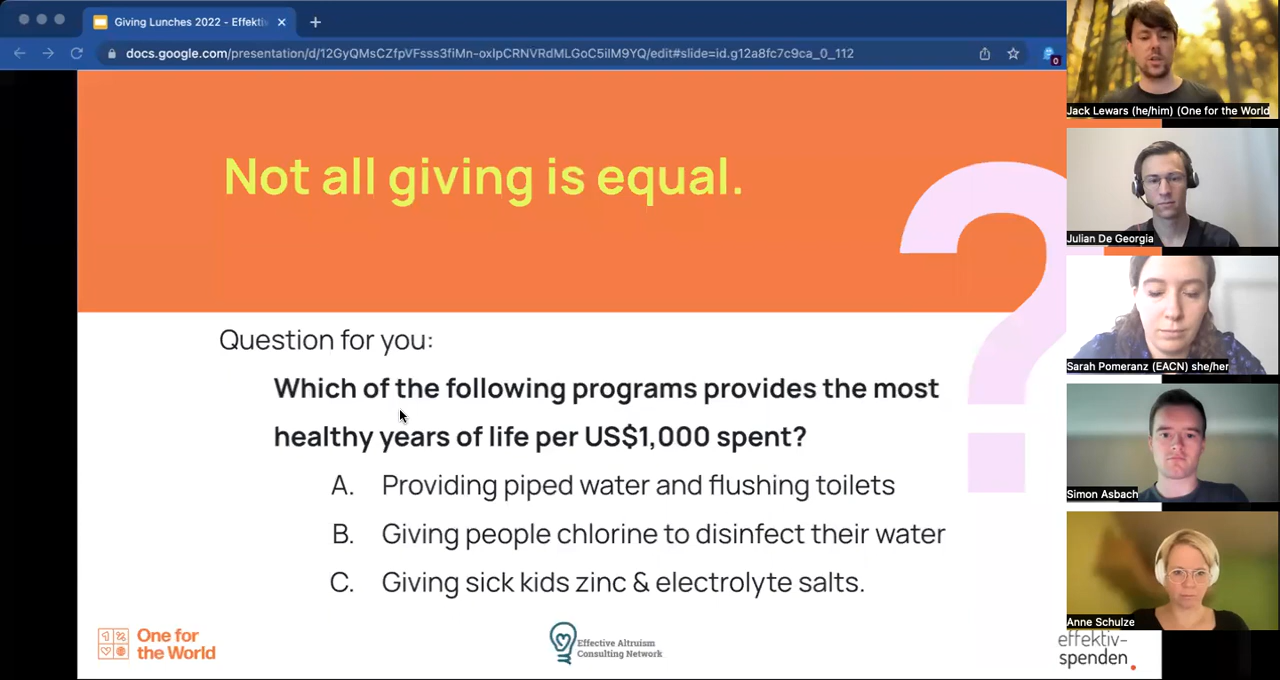 Giving Lunches 2022 - Effekti
docs.google.com/presentation/d/12GyQMsCZfpVFsss3fiMn-oxIpCRNVRdMLGoC5iIM9YQ/edit#slide=id.g12a8fc7c9ca_0_112
0
Not all giving is equal.
?
Question for you:
Which of the following programs provides the most
healthy years of life per US$1,000 spent?
A. Providing piped water and flushing toilets
B. Giving people chlorine to disinfect their water
C. Giving sick kids zinc & electrolyte salts.
One for
the World
Effective Altruism
Consulting Network
effektiv-
spenden.
Jack Lewars (he/him) (One for the World
Julian De Georgia
Sarah Pomeranz (EACN) she/her
Simon Asbach
Anne Schulze